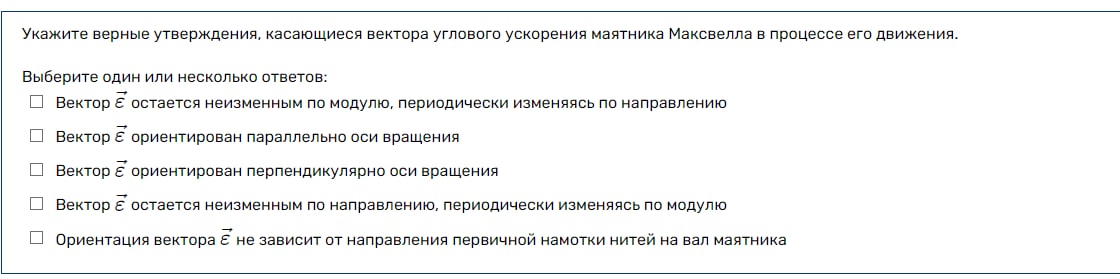 Укажите верные утверждения, касающиеся вектора углового ускорения маятника Максвелла в процессе его движения.
Выберите один или несколько ответов:
Вектор $\vec{\varepsilon}$ остается неизменным по модулю, периодически изменяясь по направлению
Вектор $\vec{\varepsilon}$ ориентирован параллельно оси вращения
Вектор $\vec{\varepsilon}$ ориентирован перпендикулярно оси вращения
Вектор $\vec{\varepsilon}$ остается неизменным по направлению, периодически изменяясь по модулю
Ориентация вектора $\vec{\varepsilon}$ не зависит от направления первичной намотки нитей на вал маятника